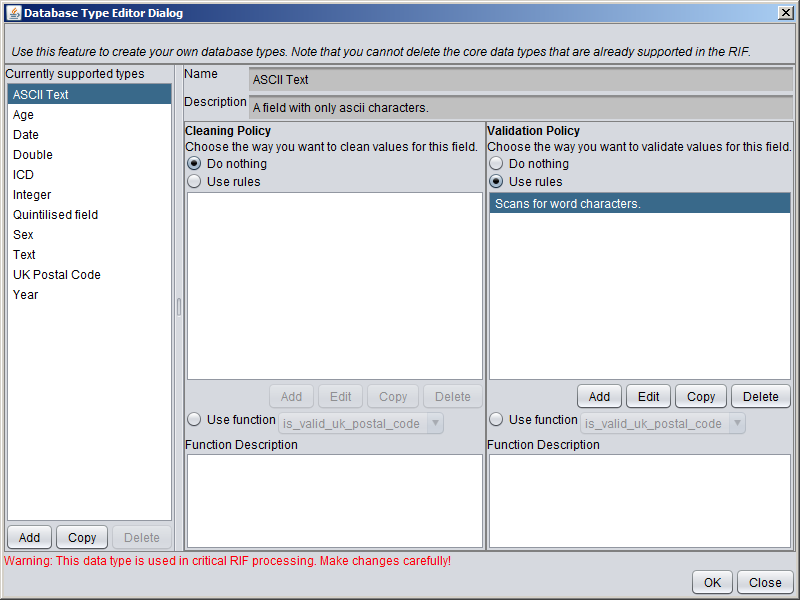 Database Type Editor Dialog
Use this feature to create your own database types. Note that you cannot delete the core data types that are already supported in the RIF.
Currently supported types
ASCII Text
Age
Date
Double
ICD
Integer
Quintilised field
Sex
Text
UK Postal Code
Year
Add Copy Delete
Name ASCII Text
Description A field with only ascii characters.
Cleaning Policy
Choose the way you want to clean values for this field.
Do nothing
Use rules
Add Edit Copy Delete
Use function is_valid_uk_postal_code
Function Description
Validation Policy
Choose the way you want to validate values for this field.
Do nothing
Use rules
Scans for word characters.
Add Edit Copy Delete
Use function is_valid_uk_postal_code
Function Description
Warning: This data type is used in critical RIF processing. Make changes carefully!
OK Close